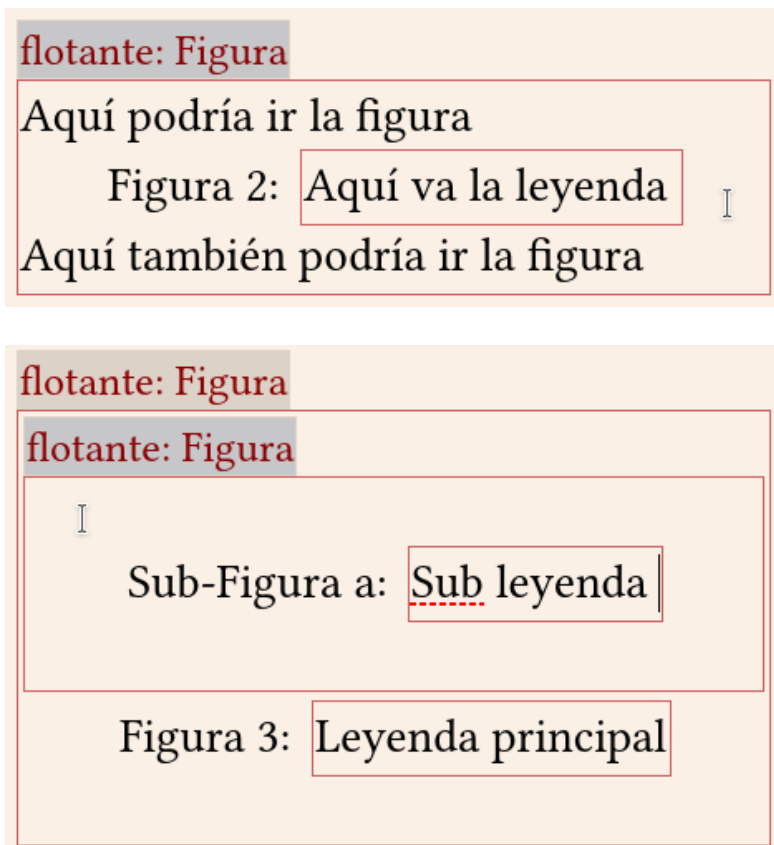 flotante: Figura
Aquí podría ir la figura
Figura 2: Aquí va la leyenda
Aquí también podría ir la figura
flotante: Figura
flotante: Figura
Sub-Figura a: Sub leyenda
Figura 3: Leyenda principal